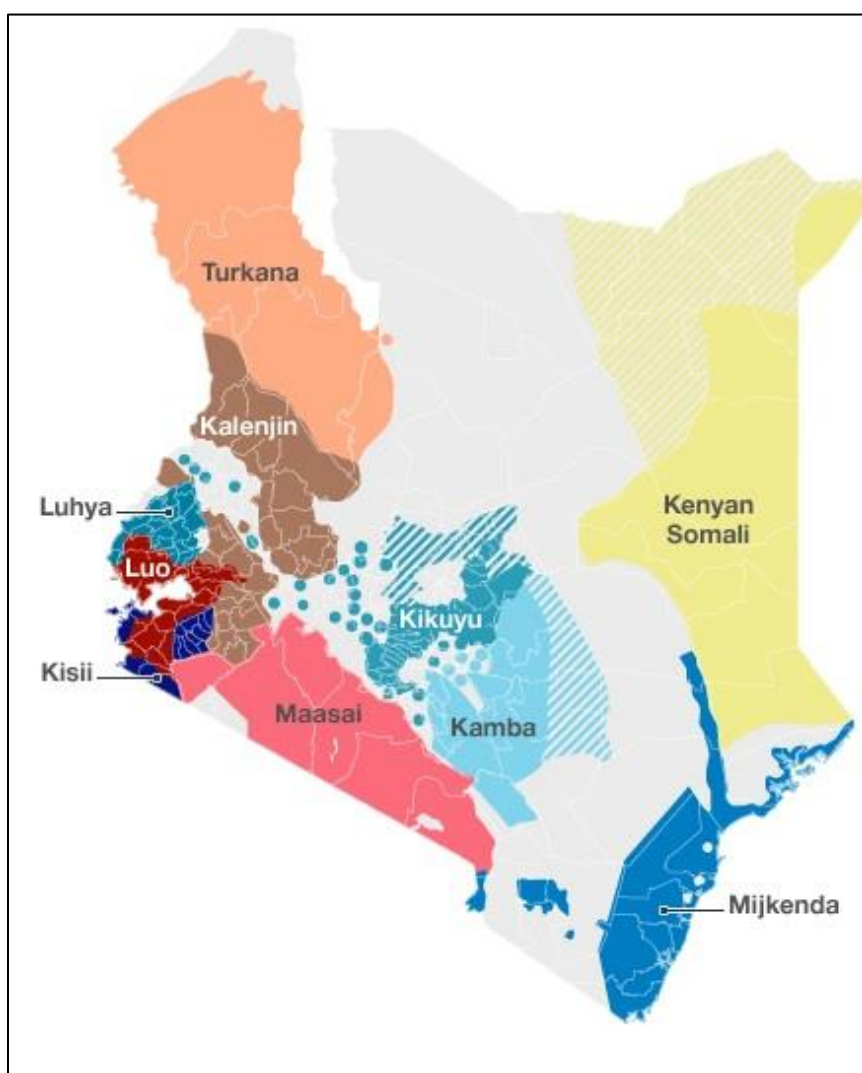 Turkana
Kalenjin
Luhya
Kenyan
Somali
Luo
Kikuyu
Kisii
Maasai
Kamba
Mijkenda